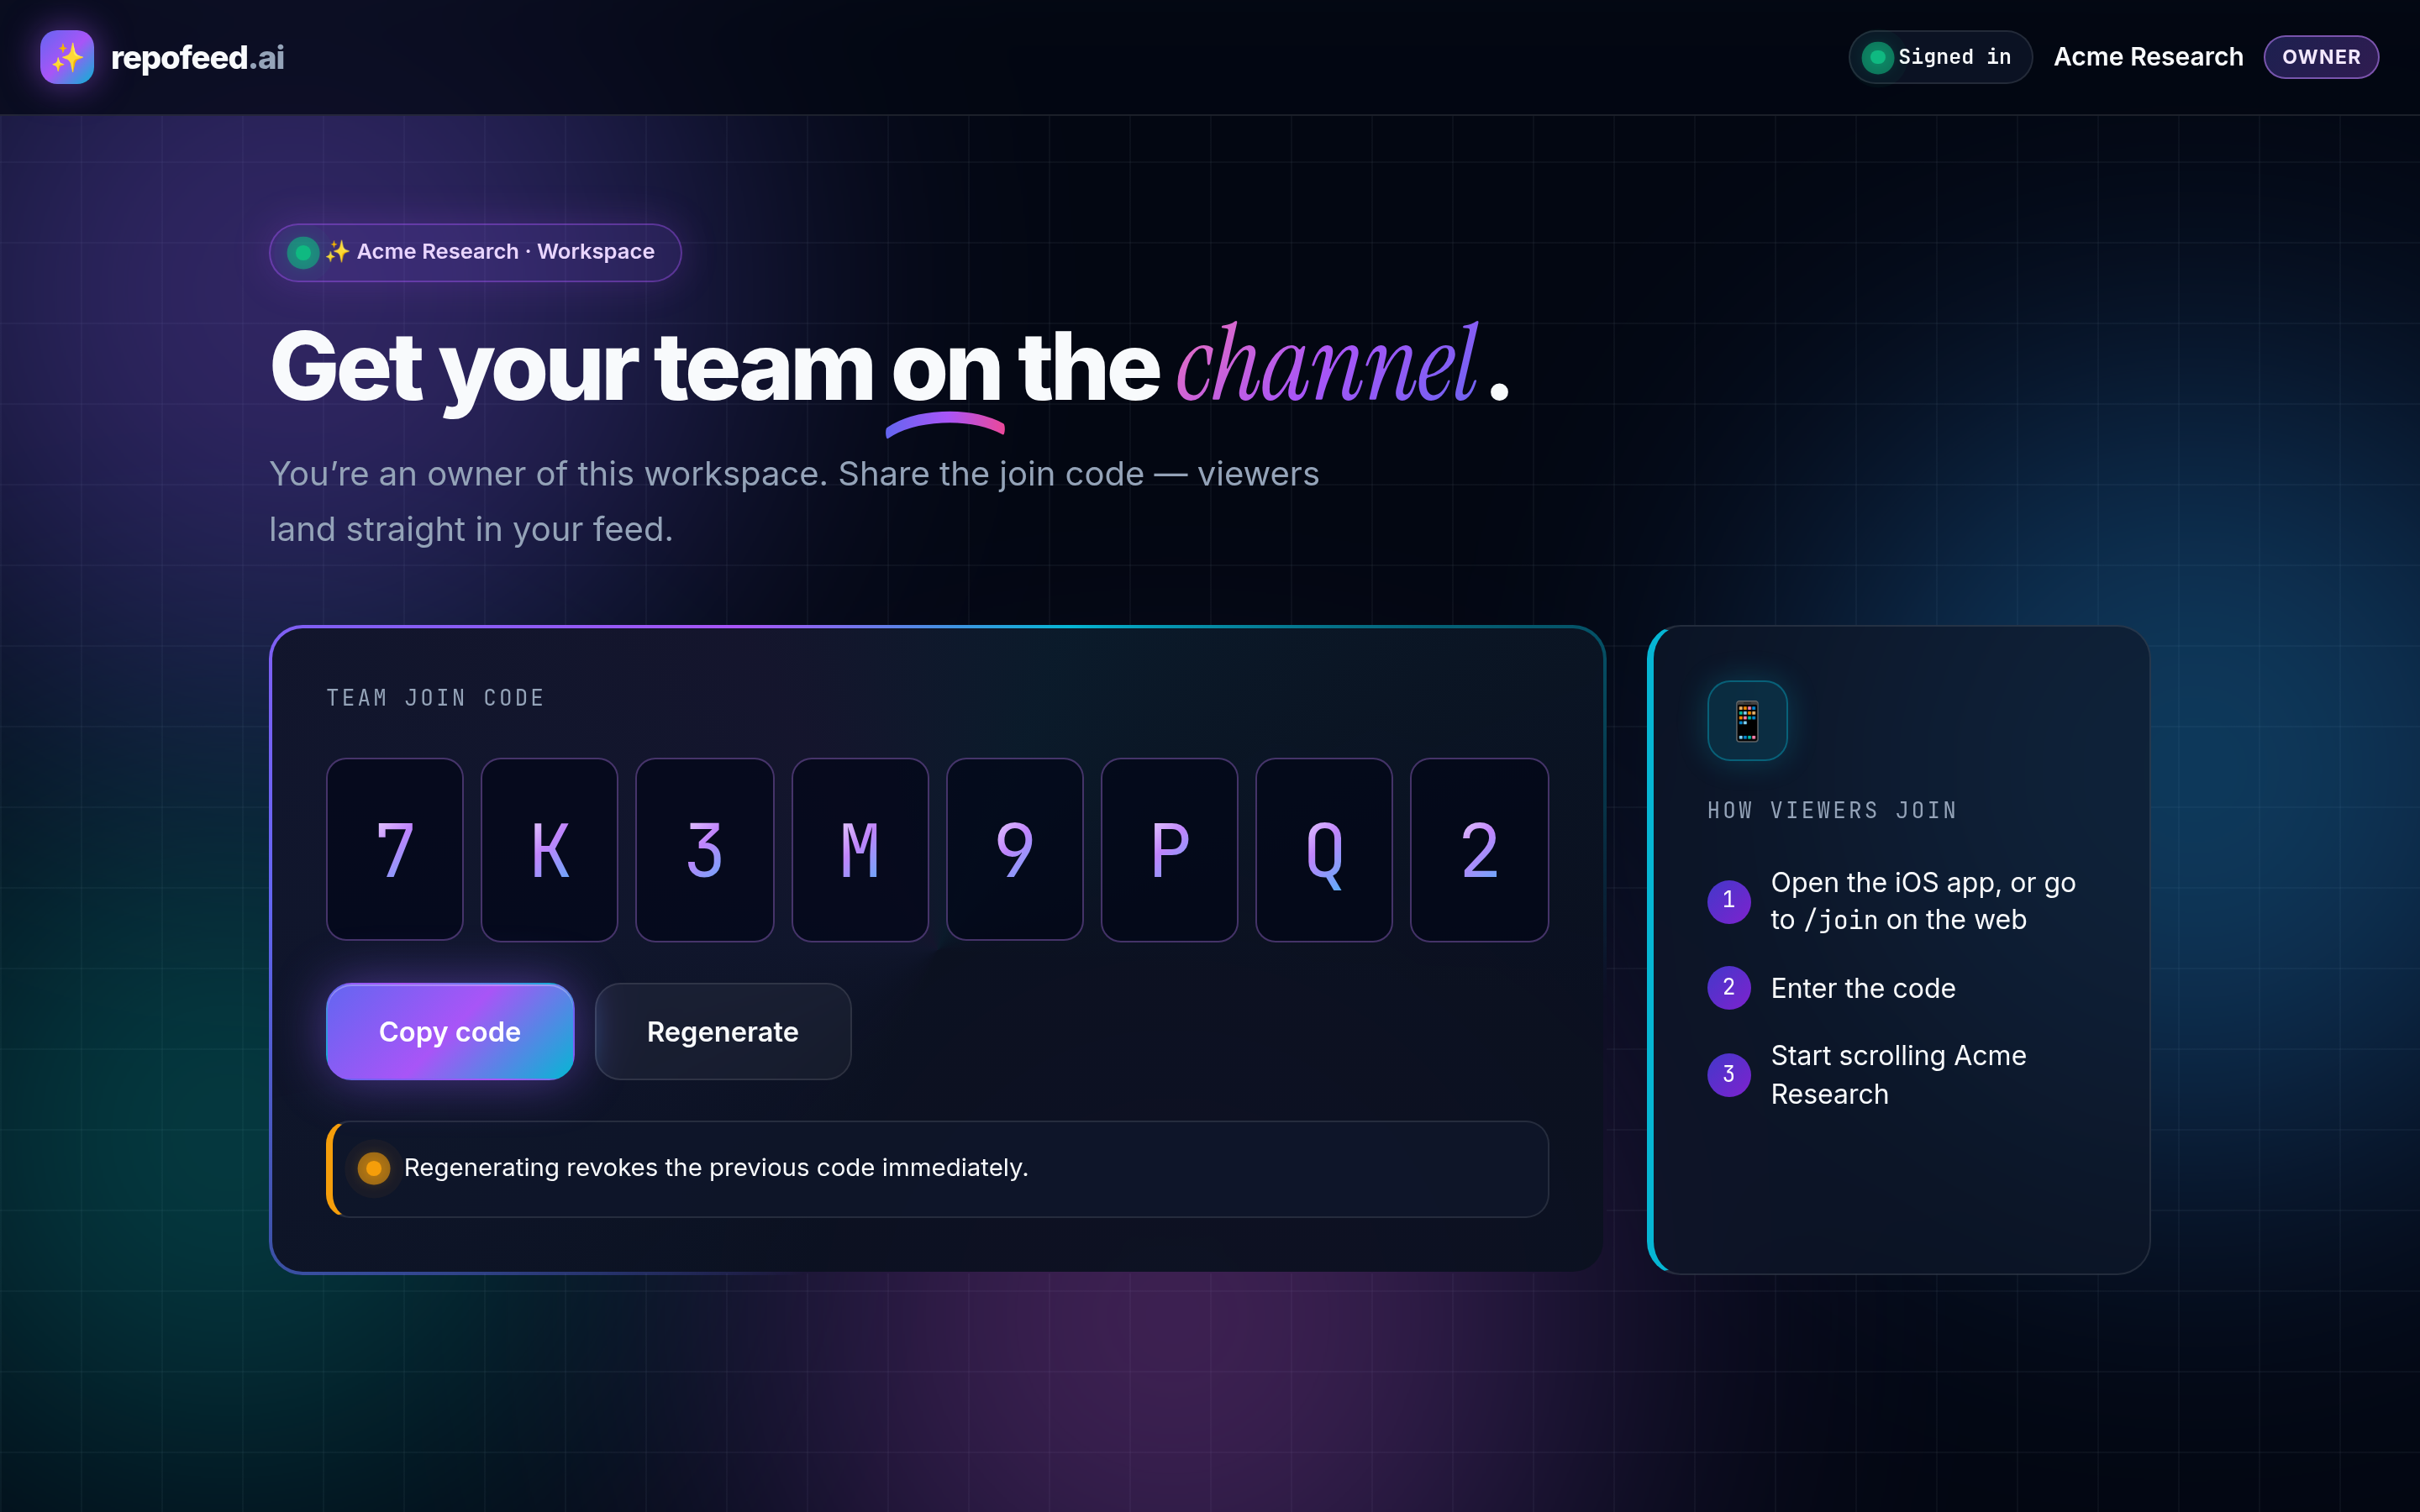 repofeed.ai
Signed in
Acme Research
OWNER
✨ Acme Research · Workspace
Get your team on the channel.
You’re an owner of this workspace. Share the join code — viewers
land straight in your feed.
TEAM JOIN CODE
7 K 3 M 9 P Q 2
Copy code
Regenerate
Regenerating revokes the previous code immediately.
HOW VIEWERS JOIN
1 Open the iOS app, or go
to /join on the web
2 Enter the code
3 Start scrolling Acme
Research